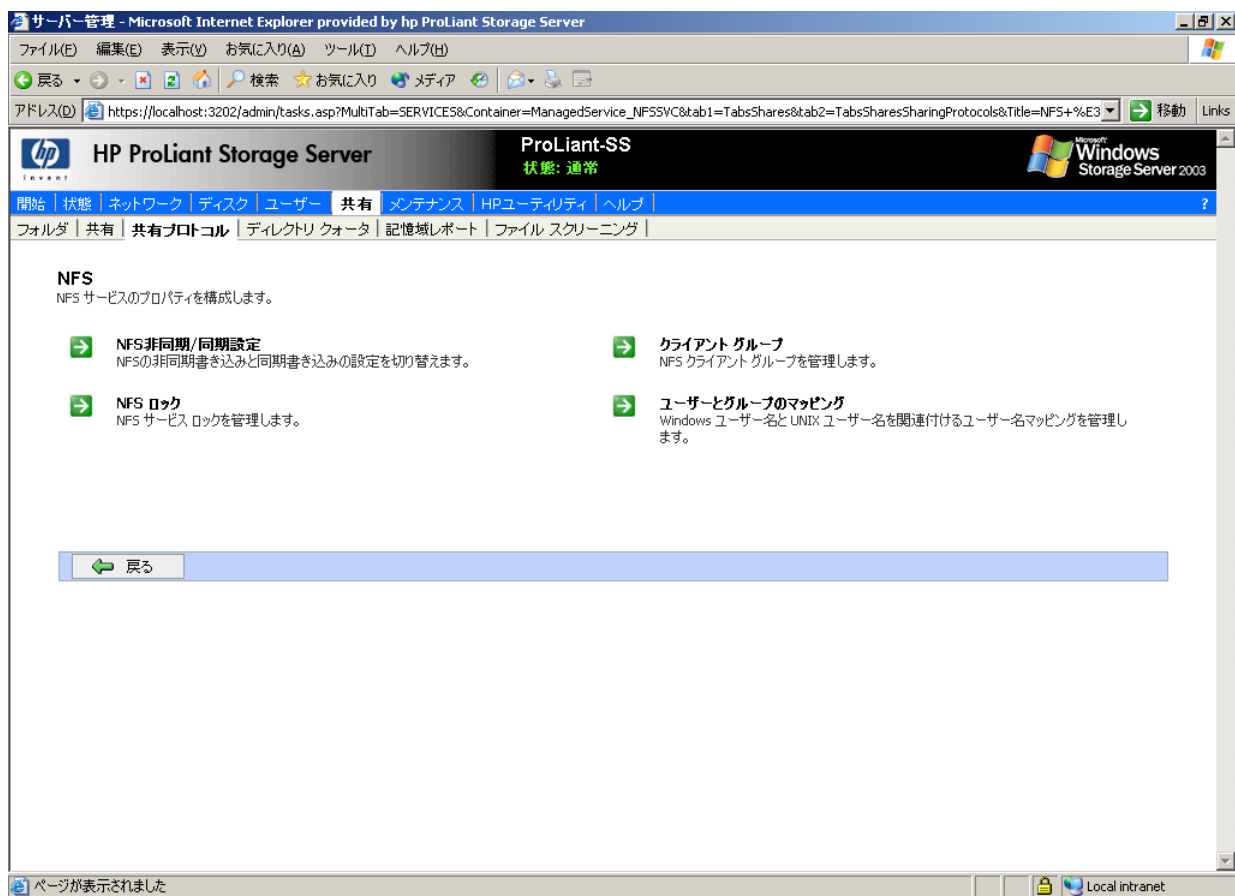 サーバー管理 - Microsoft Internet Explorer provided by hp ProLiant Storage Server
ファイル(F) 編集(E) 表示(V) お気に入り(A) ツール(T) ヘルプ(H)
戻る 検索 お気に入り メディア
アドレス(D) https://localhost:3202/admin/tasks.asp?MultiTab=SERVICES&Container=ManagedService_NFSSVC&tab1=TabsShares&tab2=TabsSharesSharingProtocols&Title=NFS+%E3 移動 Links
hp invent HP ProLiant Storage Server
ProLiant-SS
状態: 通常
Microsoft Windows Storage Server 2003
開始 | 状態 | ネットワーク | ディスク | ユーザー | 共有 | メンテナンス | HPユーティリティ | ヘルプ | ?
フォルダ | 共有 | 共有プロトコル | ディレクトリ クォータ | 記憶域レポート | ファイル スクリーニング |
NFS
NFS サービスのプロパティを構成します。
NFS非同期/同期設定
NFSの非同期書き込みと同期書き込みの設定を切り替えます。
クライアント グループ
NFS クライアント グループを管理します。
NFS ロック
NFS サービス ロックを管理します。
ユーザーとグループのマッピング
Windows ユーザー名と UNIX ユーザー名を関連付けるユーザー名マッピングを管理し
ます。
戻る
ページが表示されました
Local intranet